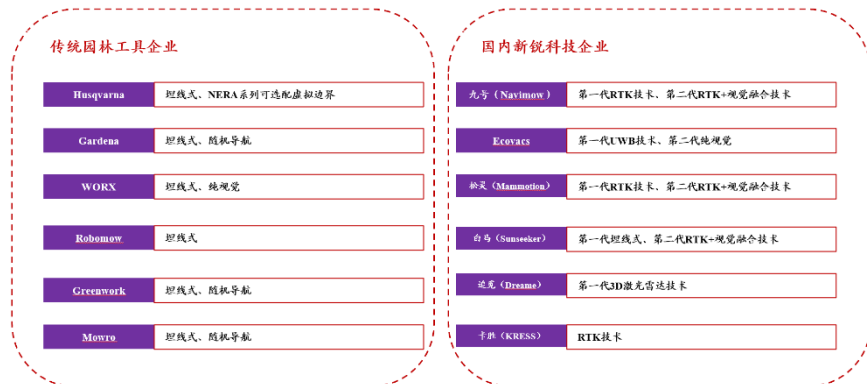 传统园林工具企业
Husqvarna 埋线式、NERA系列可选配虚拟边界
Gardena 埋线式、随机导航
WORX 埋线式、纯视觉
Robomow 埋线式
Greenwork 埋线式、随机导航
Mowro 埋线式、随机导航
国内新锐科技企业
九号（Navimow） 第一代RTK技术、第二代RTK+视觉融合技术
Ecovacs 第一代UWB技术、第二代纯视觉
松灵（Mammotion） 第一代RTK技术、第二代RTK+视觉融合技术
白马（Sunseeker） 第一代埋线式、第二代RTK+视觉融合技术
追觅（Dreame） 第一代3D激光雷达技术
卡胜（KRESS） RTK技术